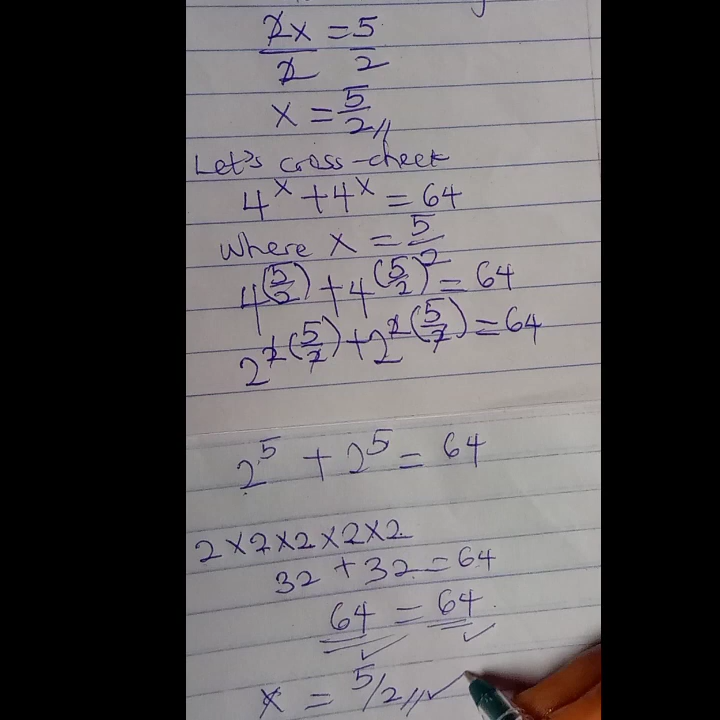 2x = 5
2 2
x = 5/2
Let's cross-check
4^x + 4^x = 64
where x = 5/2
4^(5/2) + 4^(5/2) = 64
2^2(5/2) + 2^2(5/2) = 64
2^5 + 2^5 = 64
2×2×2×2×2
32 + 32 = 64
64 = 64
x = 5/2